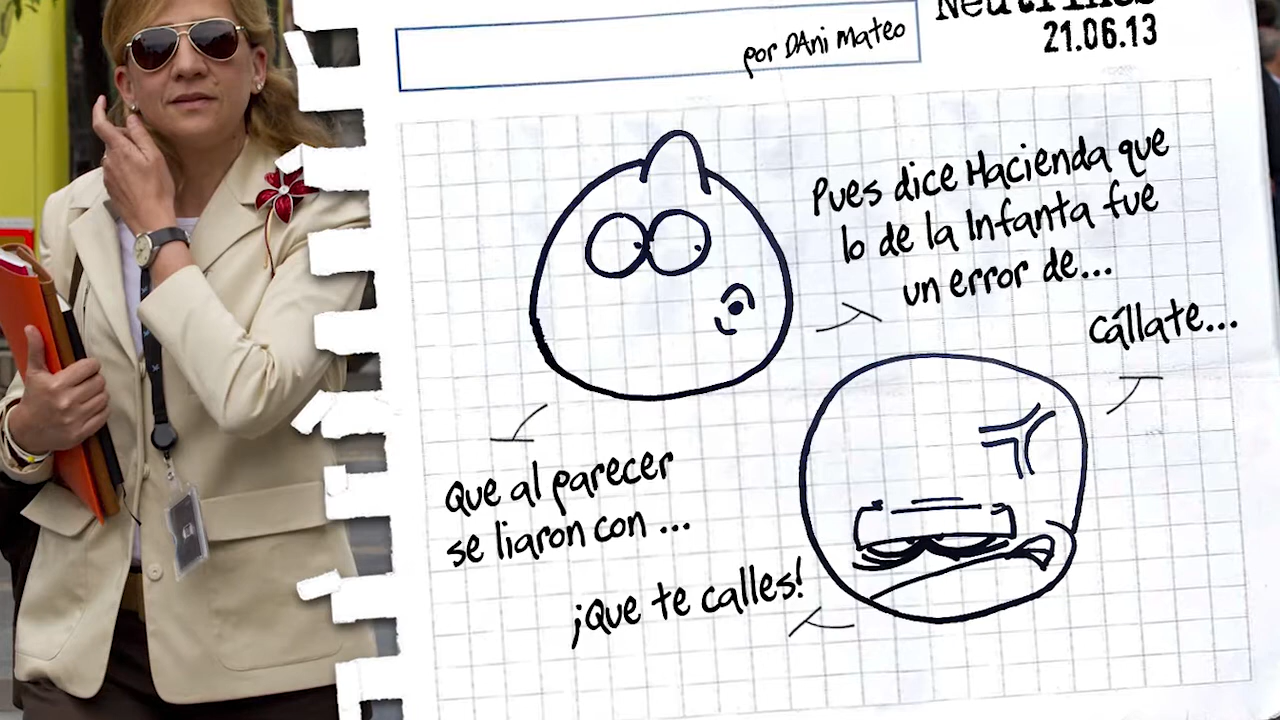 Neutrinos
21.06.13
por DAni Mateo
Pues dice Hacienda que
lo de la Infanta fue
un error de...
Cállate...
Que al parecer
se liaron con ...
¡Que te calles!